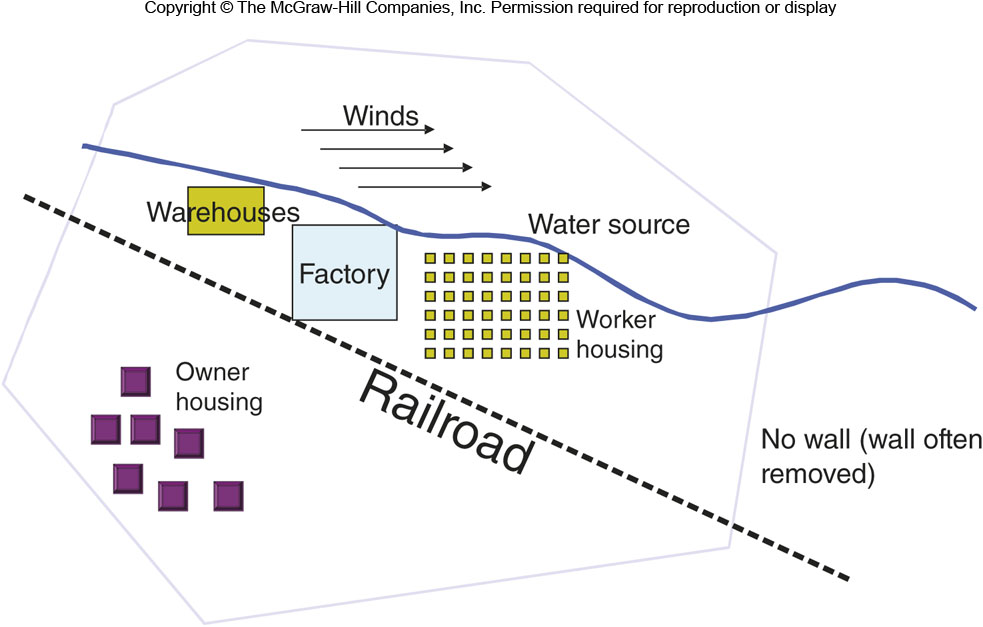 Copyright © The McGraw-Hill Companies, Inc. Permission required for reproduction or display
Winds
Warehouses
Water source
Factory
Worker
housing
Owner
housing
Railroad
No wall (wall often
removed)